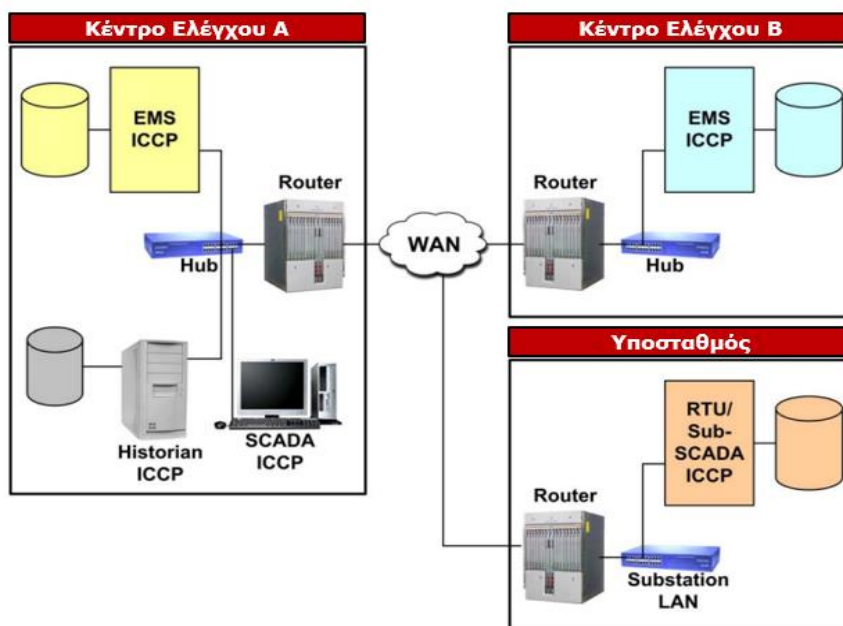 Κέντρο Ελέγχου Α
EMS
ICCP
Router
Hub
Historian
ICCP
SCADA
ICCP
WAN
Κέντρο Ελέγχου Β
EMS
ICCP
Router
Hub
Υποσταθμός
RTU/
Sub-
SCADA
ICCP
Router
Substation
LAN